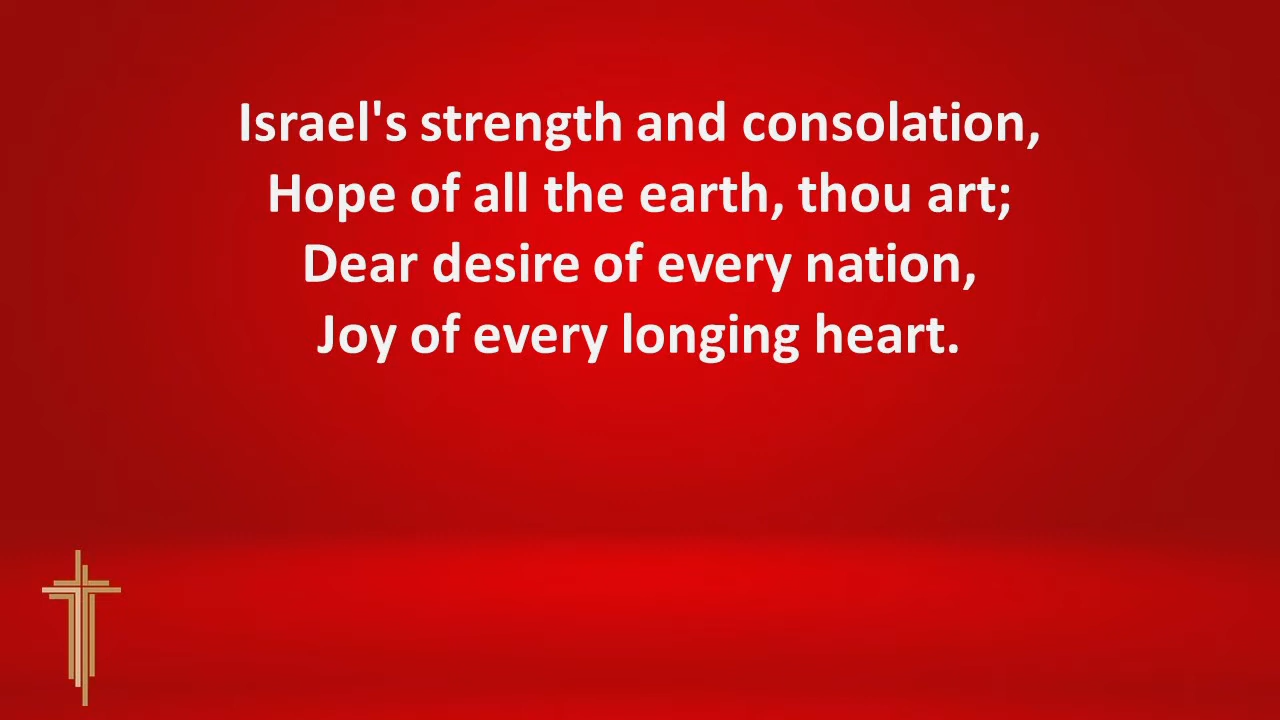 Israel's strength and consolation,
Hope of all the earth, thou art;
Dear desire of every nation,
Joy of every longing heart.